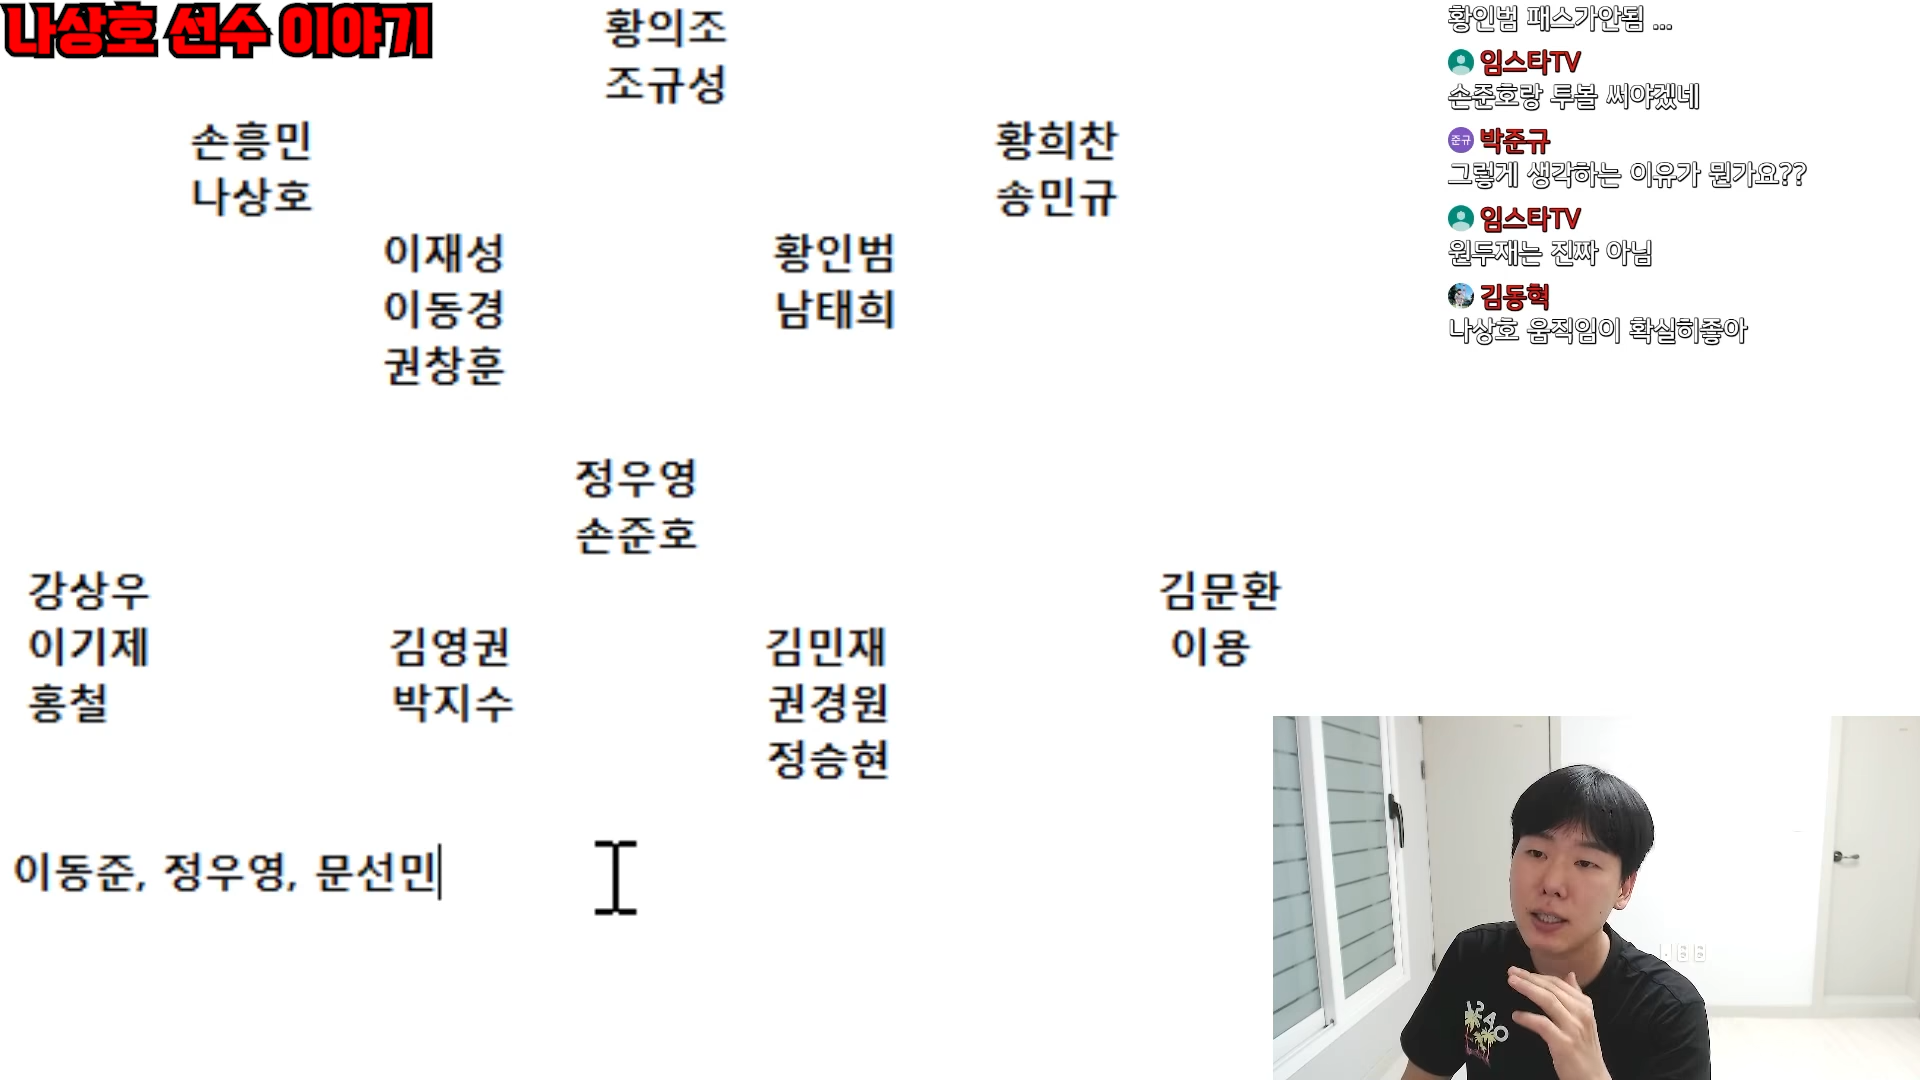 나상호 선수 이야기
황의조
조규성
손흥민
나상호
황희찬
송민규
이재성
이동경
권창훈
황인범
남태희
정우영
손준호
강상우
이기제
홍철
김영권
박지수
김민재
권경원
정승현
김문환
이용
이동준, 정우영, 문선민
황인범 패스가안됨 ...
임스타TV
손준호랑 투볼 써야겠네
준규 박준규
그렇게 생각하는 이유가 뭔가요??
임스타TV
원두재는 진짜 아님
김동혁
나상호 움직임이 확실히좋아